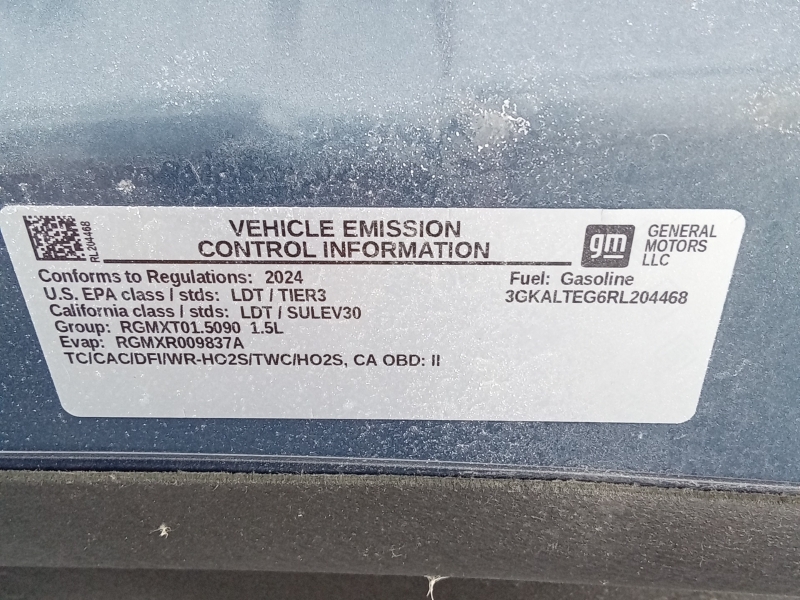 RL204468
VEHICLE EMISSION
CONTROL INFORMATION
gm
GENERAL
MOTORS
LLC
Conforms to Regulations: 2024
U.S. EPA class / stds: LDT / TIER3
California class / stds: LDT / SULEV30
Group: RGMXT01.5090 1.5L
Evap: RGMXR009837A
TC/CAC/DFI/WR-HO2S/TWC/HO2S, CA OBD: II
Fuel: Gasoline
3GKALTEG6RL204468